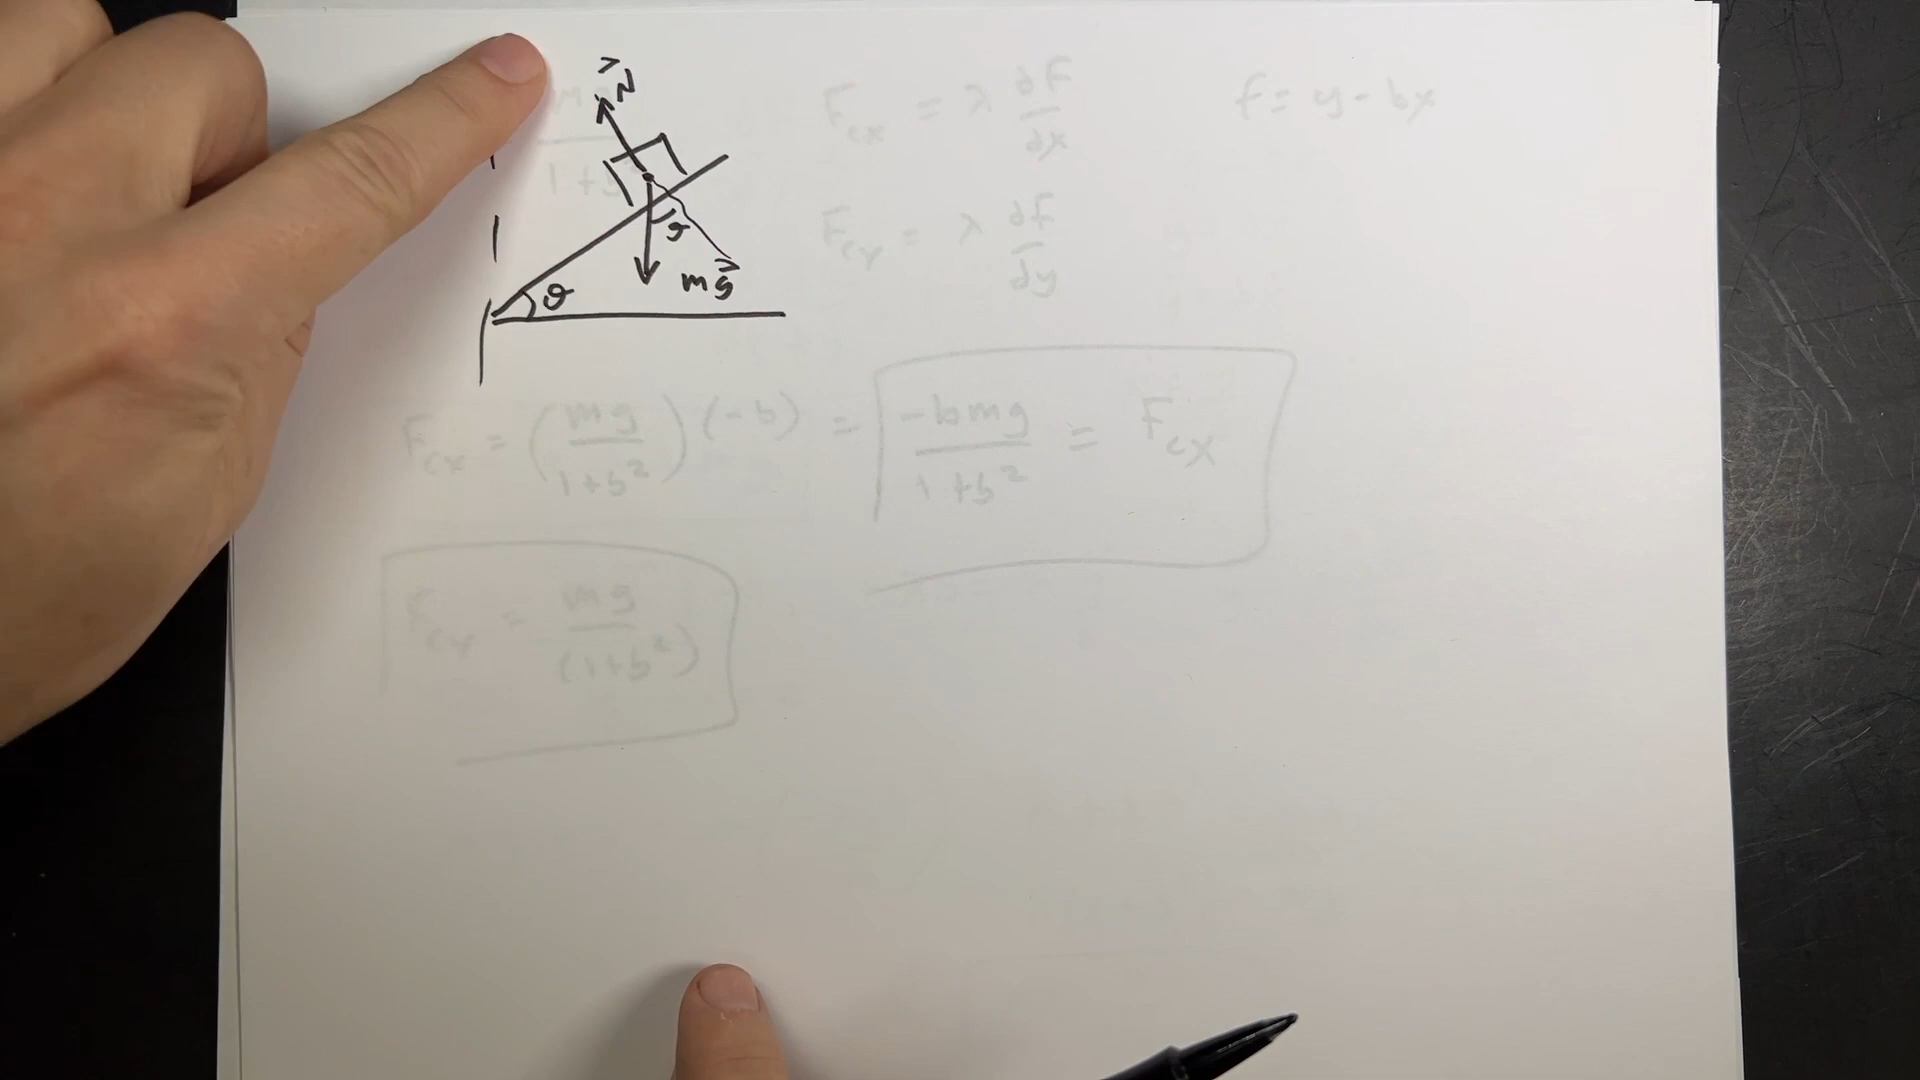 N
θ
θ
mg
F_cx = λ ∂F/∂x
f = y - bx
F_cy = λ ∂F/∂y
F_cx = (mg/1+b²)(-b) = -bmg/1+b² = F_cx
F_cy = mg/(1+b²)